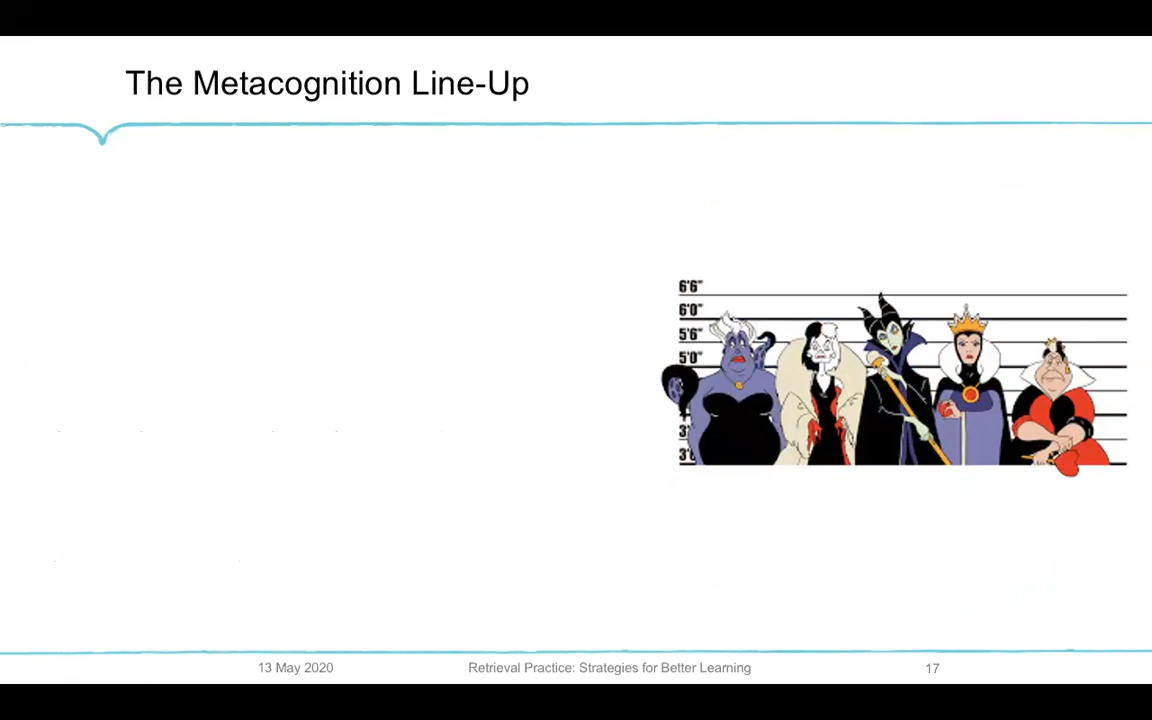 The Metacognition Line-Up
6'6"
6'0"
5'6"
5'0"
13 May 2020
Retrieval Practice: Strategies for Better Learning
17